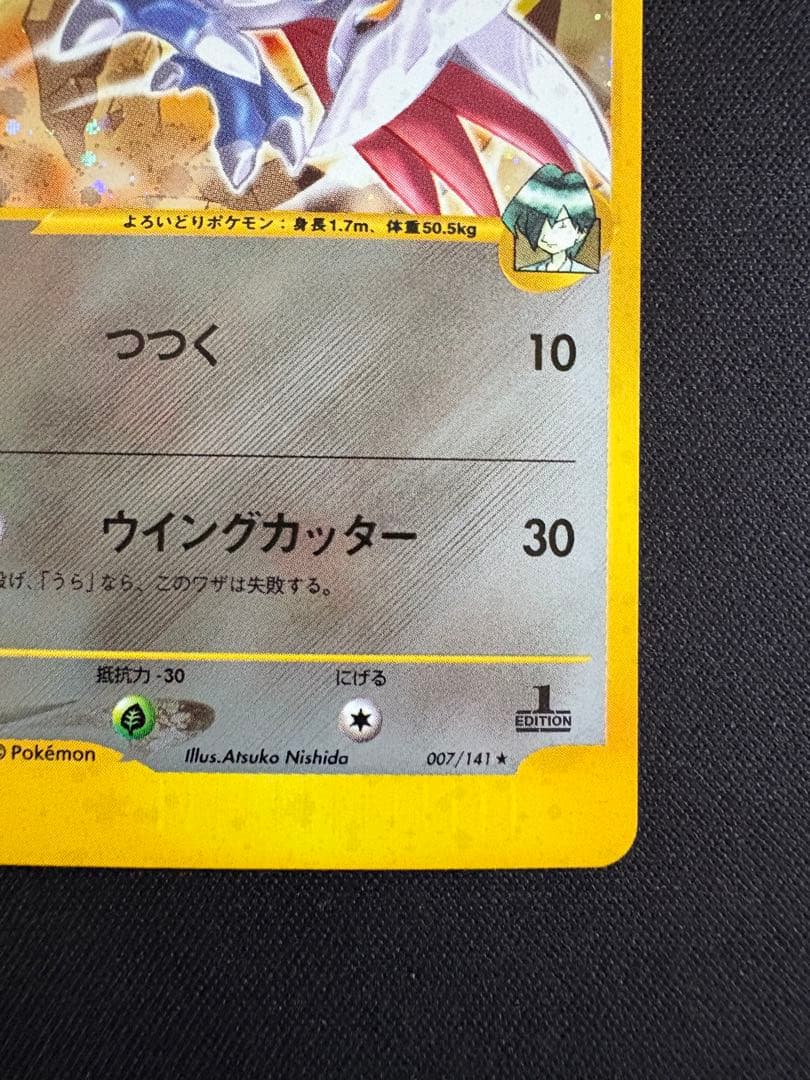 よろいどりポケモン：身長1.7m、体重50.5kg
つつく 10
ウイングカッター 30
げ、「うら」なら、このワザは失敗する。
抵抗力 -30 にげる
1
EDITION
© Pokémon Illus.Atsuko Nishida 007/141 ★